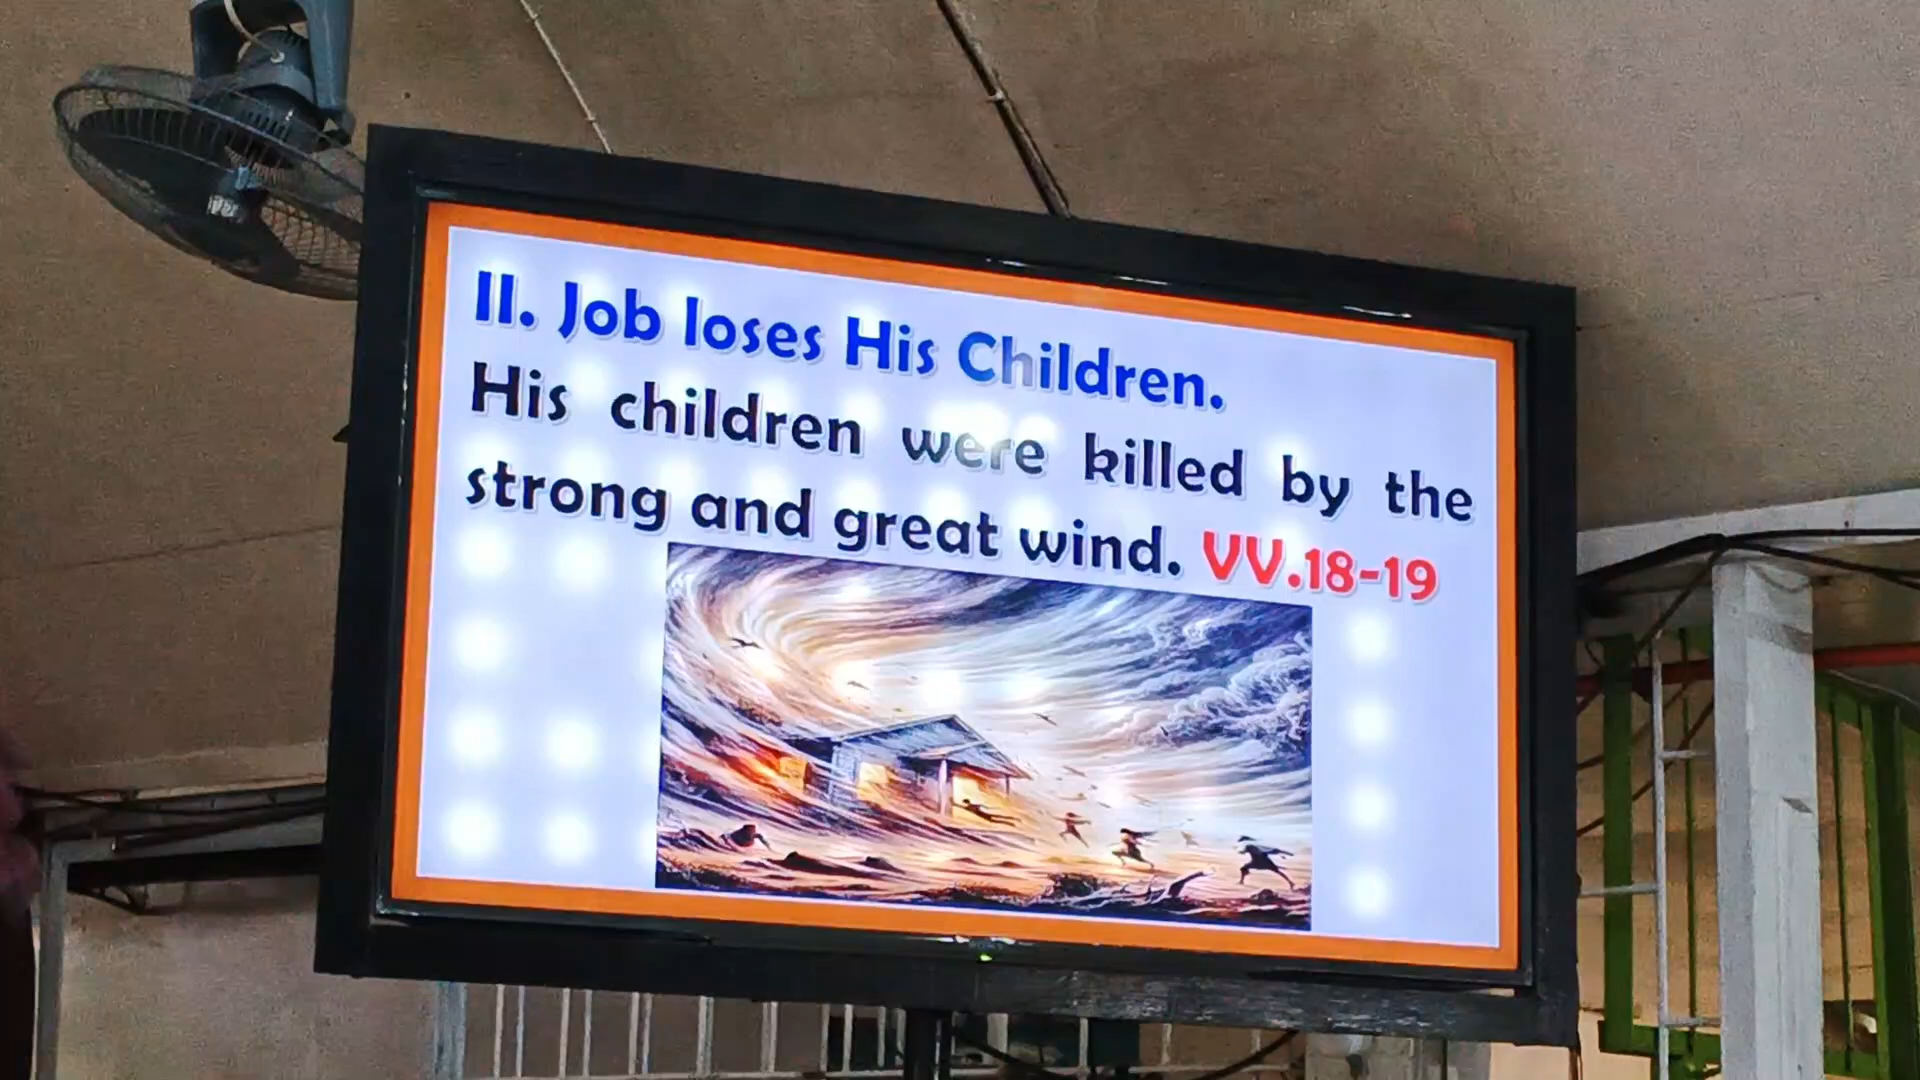 II. Job loses His Children.
His children were killed by the
strong and great wind. VV.18-19